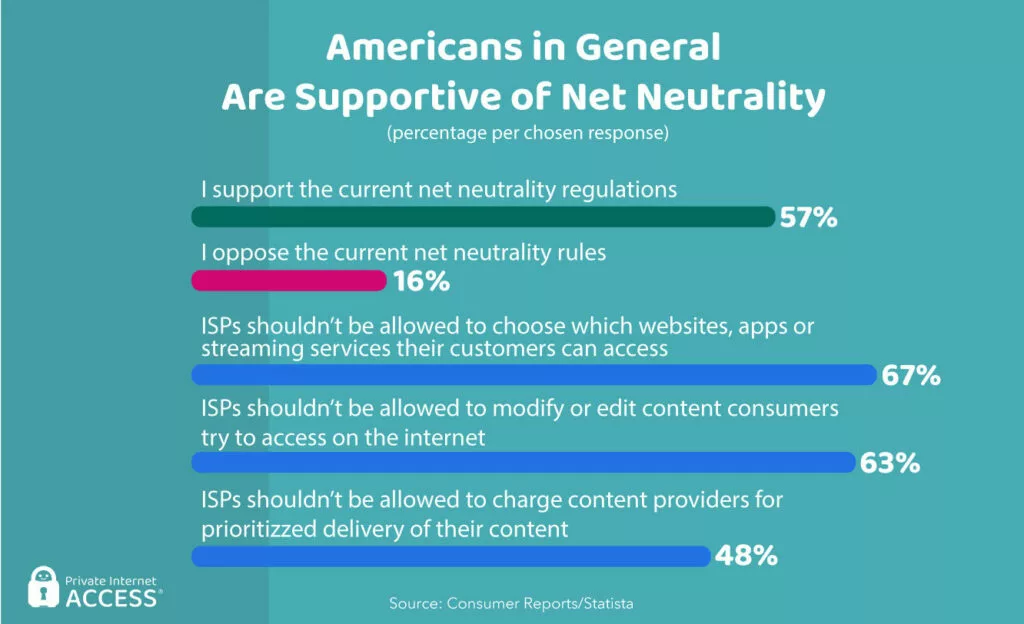 Americans in General
Are Supportive of Net Neutrality
(percentage per chosen response)
I support the current net neutrality regulations
57%
I oppose the current net neutrality rules
16%
ISPs shouldn’t be allowed to choose which websites, apps or
streaming services their customers can access
67%
ISPs shouldn’t be allowed to modify or edit content consumers
try to access on the internet
63%
ISPs shouldn’t be allowed to charge content providers for
prioritizzed delivery of their content
48%
Private Internet
ACCESS®
Source: Consumer Reports/Statista